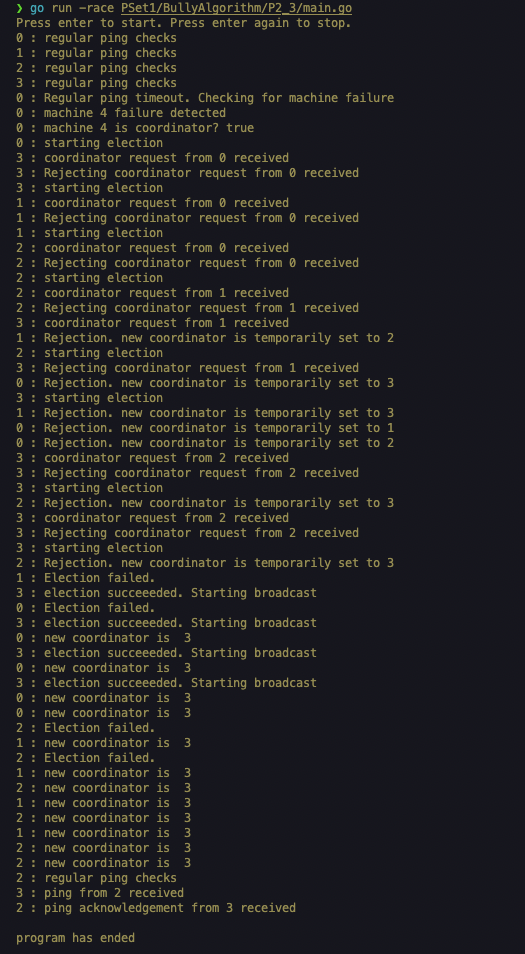 ❯ go run -race PSet1/BullyAlgorithm/P2_3/main.go
Press enter to start. Press enter again to stop.
0 : regular ping checks
1 : regular ping checks
2 : regular ping checks
3 : regular ping checks
0 : Regular ping timeout. Checking for machine failure
0 : machine 4 failure detected
0 : machine 4 is coordinator? true
0 : starting election
3 : coordinator request from 0 received
3 : Rejecting coordinator request from 0 received
3 : starting election
1 : coordinator request from 0 received
1 : Rejecting coordinator request from 0 received
1 : starting election
2 : coordinator request from 0 received
2 : Rejecting coordinator request from 0 received
2 : starting election
2 : coordinator request from 1 received
2 : Rejecting coordinator request from 1 received
3 : coordinator request from 1 received
1 : Rejection. new coordinator is temporarily set to 2
2 : starting election
3 : Rejecting coordinator request from 1 received
0 : Rejection. new coordinator is temporarily set to 3
3 : starting election
1 : Rejection. new coordinator is temporarily set to 3
0 : Rejection. new coordinator is temporarily set to 1
0 : Rejection. new coordinator is temporarily set to 2
3 : coordinator request from 2 received
3 : Rejecting coordinator request from 2 received
3 : starting election
2 : Rejection. new coordinator is temporarily set to 3
3 : coordinator request from 2 received
3 : Rejecting coordinator request from 2 received
3 : starting election
2 : Rejection. new coordinator is temporarily set to 3
1 : Election failed.
3 : election succeeeded. Starting broadcast
0 : Election failed.
3 : election succeeeded. Starting broadcast
0 : new coordinator is  3
3 : election succeeeded. Starting broadcast
0 : new coordinator is  3
3 : election succeeeded. Starting broadcast
0 : new coordinator is  3
0 : new coordinator is  3
2 : Election failed.
1 : new coordinator is  3
2 : Election failed.
1 : new coordinator is  3
2 : new coordinator is  3
1 : new coordinator is  3
2 : new coordinator is  3
1 : new coordinator is  3
2 : new coordinator is  3
2 : new coordinator is  3
2 : regular ping checks
3 : ping from 2 received
2 : ping acknowledgement from 3 received
program has ended